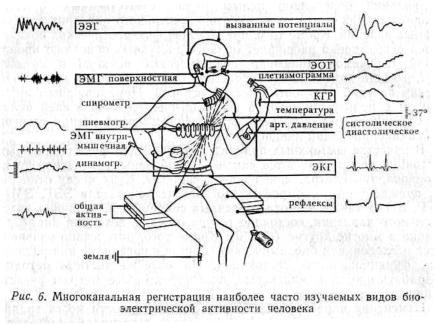 ЭЭГ
вызванные потенциалы
ЭОГ
плетизмограмма
ЭМГ поверхностная
КГР
спирометр
температура
37°
пневмогр.
арт. давление
систолическое
диастолическое
ЭМГ внутри-
мышечная
динамогр.
ЭКГ
общая
актив-
ность
рефлексы
земля
Рис. 6. Многоканальная регистрация наиболее часто изучаемых видов био-
электрической активности человека